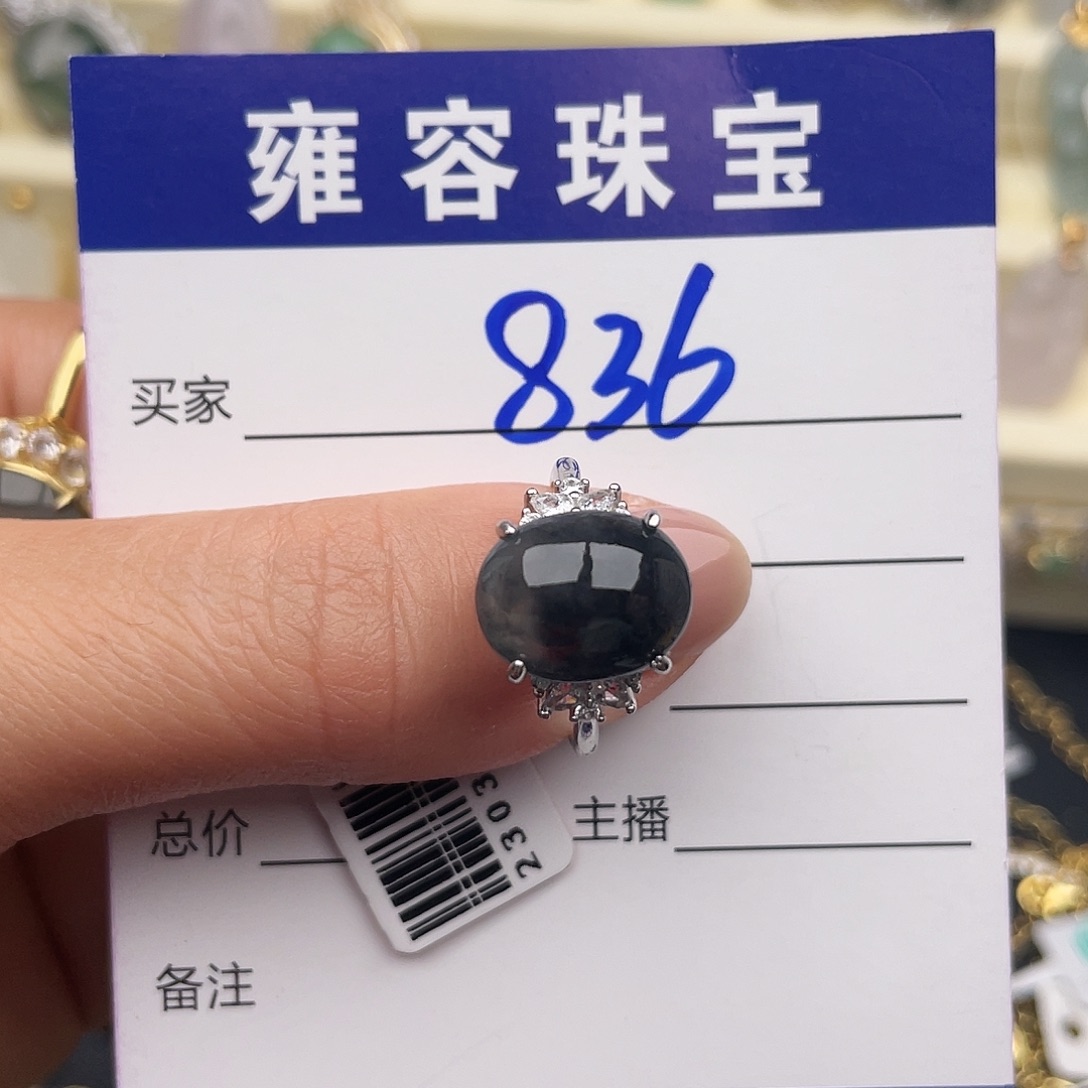 雍容珠宝
买家 836
总价 主播
2303
备注